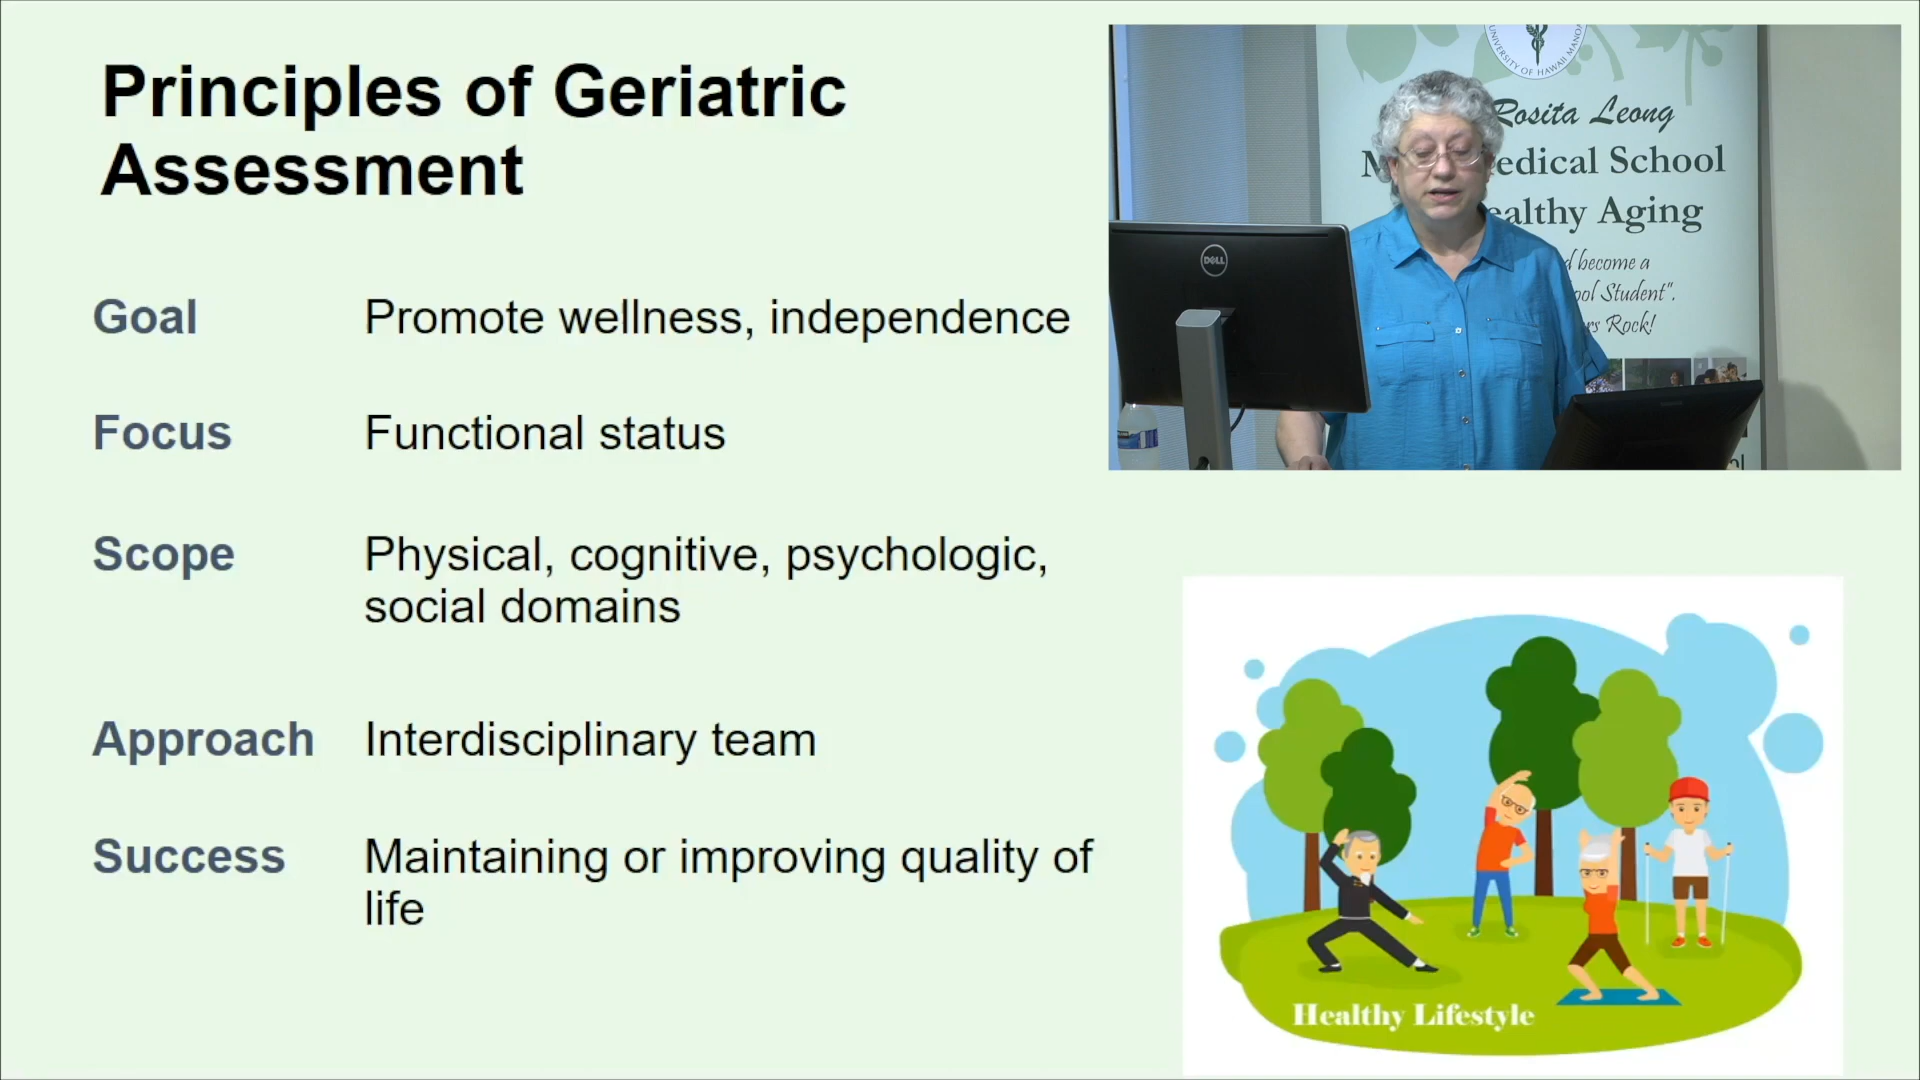 Principles of Geriatric
Assessment
Goal Promote wellness, independence
Focus Functional status
Scope Physical, cognitive, psychologic,
social domains
Approach Interdisciplinary team
Success Maintaining or improving quality of
life
UNIVERSITY OF HAWAII MANOA
Rosita Leong
Medical School
Healthy Aging
become a
Student".
Rock!
DELL
Healthy Lifestyle